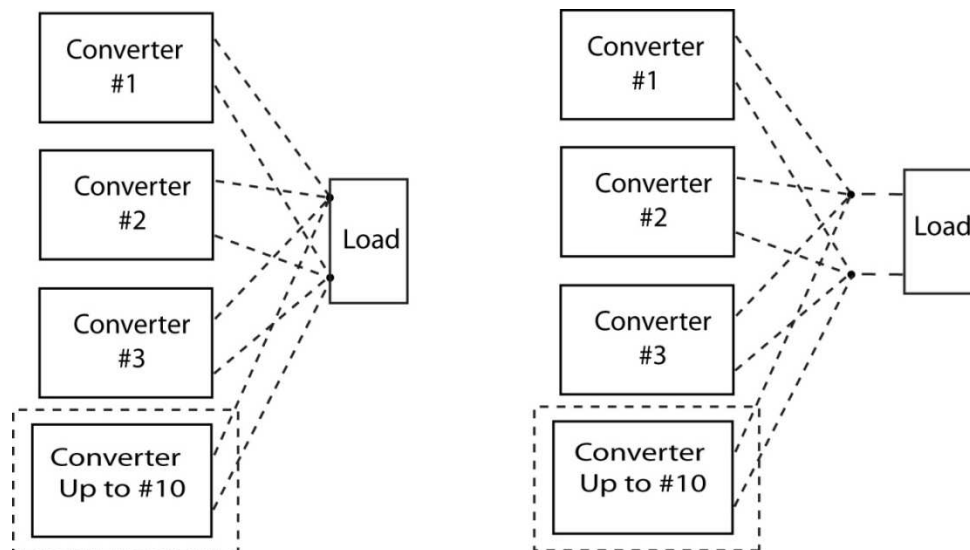 Converter
#1
Converter
#2
Converter
#3
Converter
Up to #10
Load
Converter
#1
Converter
#2
Converter
#3
Converter
Up to #10
Load